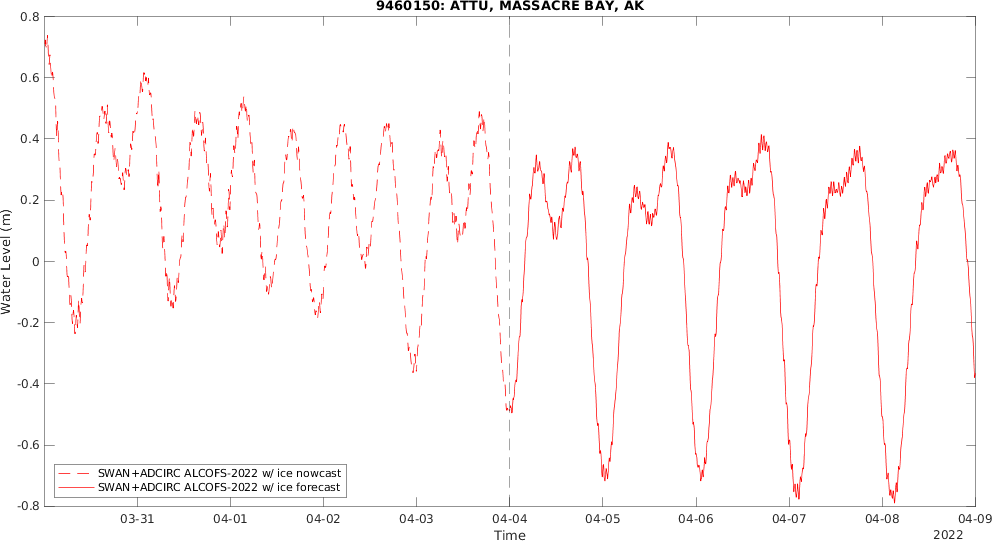 9460150: ATTU, MASSACRE BAY, AK
Water Level (m)
0.8
0.6
0.4
0.2
0
-0.2
-0.4
-0.6
-0.8
SWAN+ADCIRC ALCOFS-2022 w/ ice nowcast
SWAN+ADCIRC ALCOFS-2022 w/ ice forecast
03-31 04-01 04-02 04-03 04-04 04-05 04-06 04-07 04-08 04-09
Time
2022